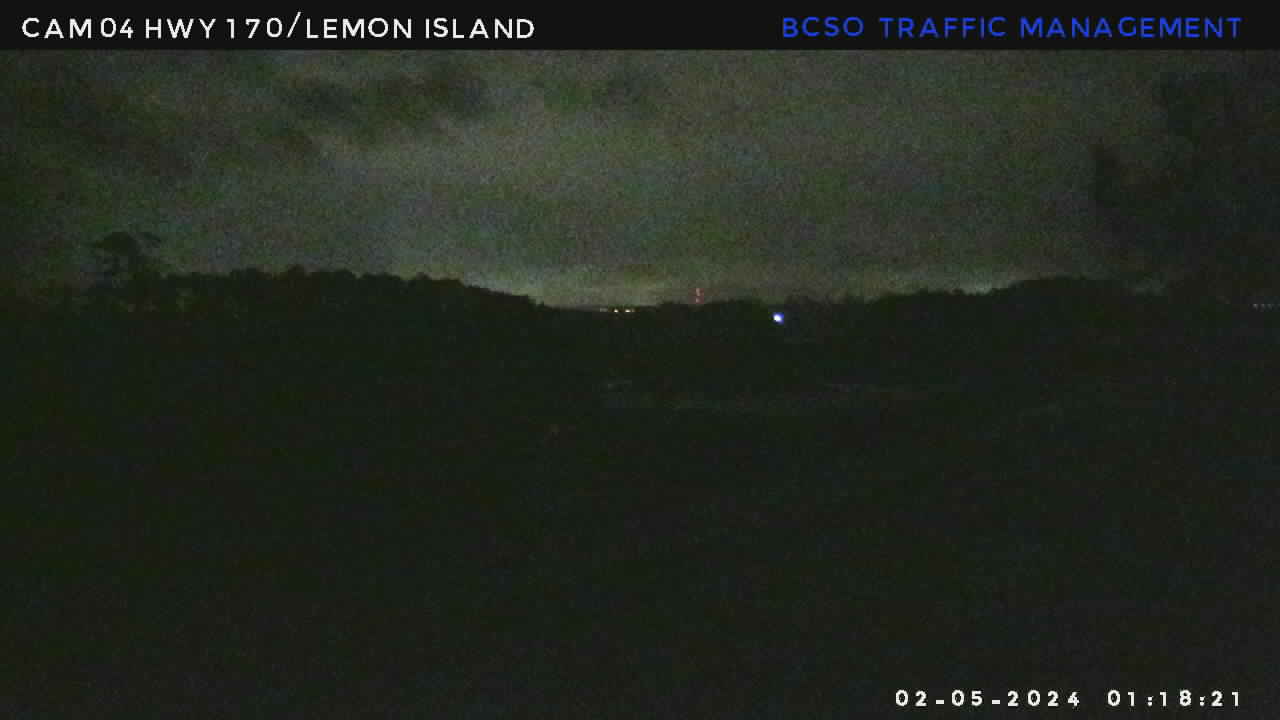 CAM 04 HWY 170/LEMON ISLAND
BCSO TRAFFIC MANAGEMENT
02-05-2024 01:18:21